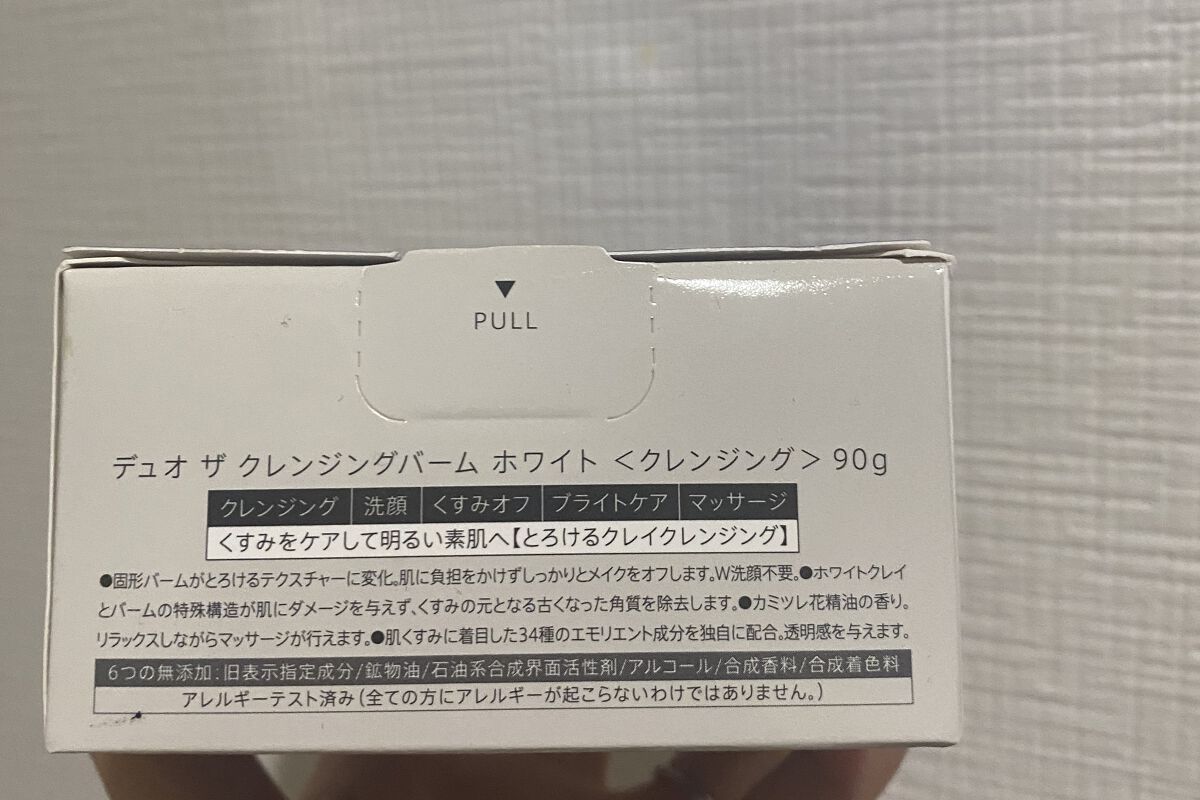 ▼
PULL
デュオ ザ クレンジングバーム ホワイト <クレンジング> 90g
クレンジング 洗顔 くすみオフ ブライトケア マッサージ
くすみをケアして明るい素肌へ【とろけるクレイクレンジング】
●固形バームがとろけるテクスチャーに変化。肌に負担をかけずしっかりとメイクをオフします。W洗顔不要。●ホワイトクレイ
とバームの特殊構造が肌にダメージを与えず、くすみの元となる古くなった角質を除去します。●カミツレ花精油の香り。
リラックスしながらマッサージが行えます。●肌くすみに着目した34種のエモリエント成分を独自に配合。透明感を与えます。
6つの無添加：旧表示指定成分/鉱物油/石油系合成界面活性剤/アルコール/合成香料/合成着色料
アレルギーテスト済み（全ての方にアレルギーが起こらないわけではありません。）